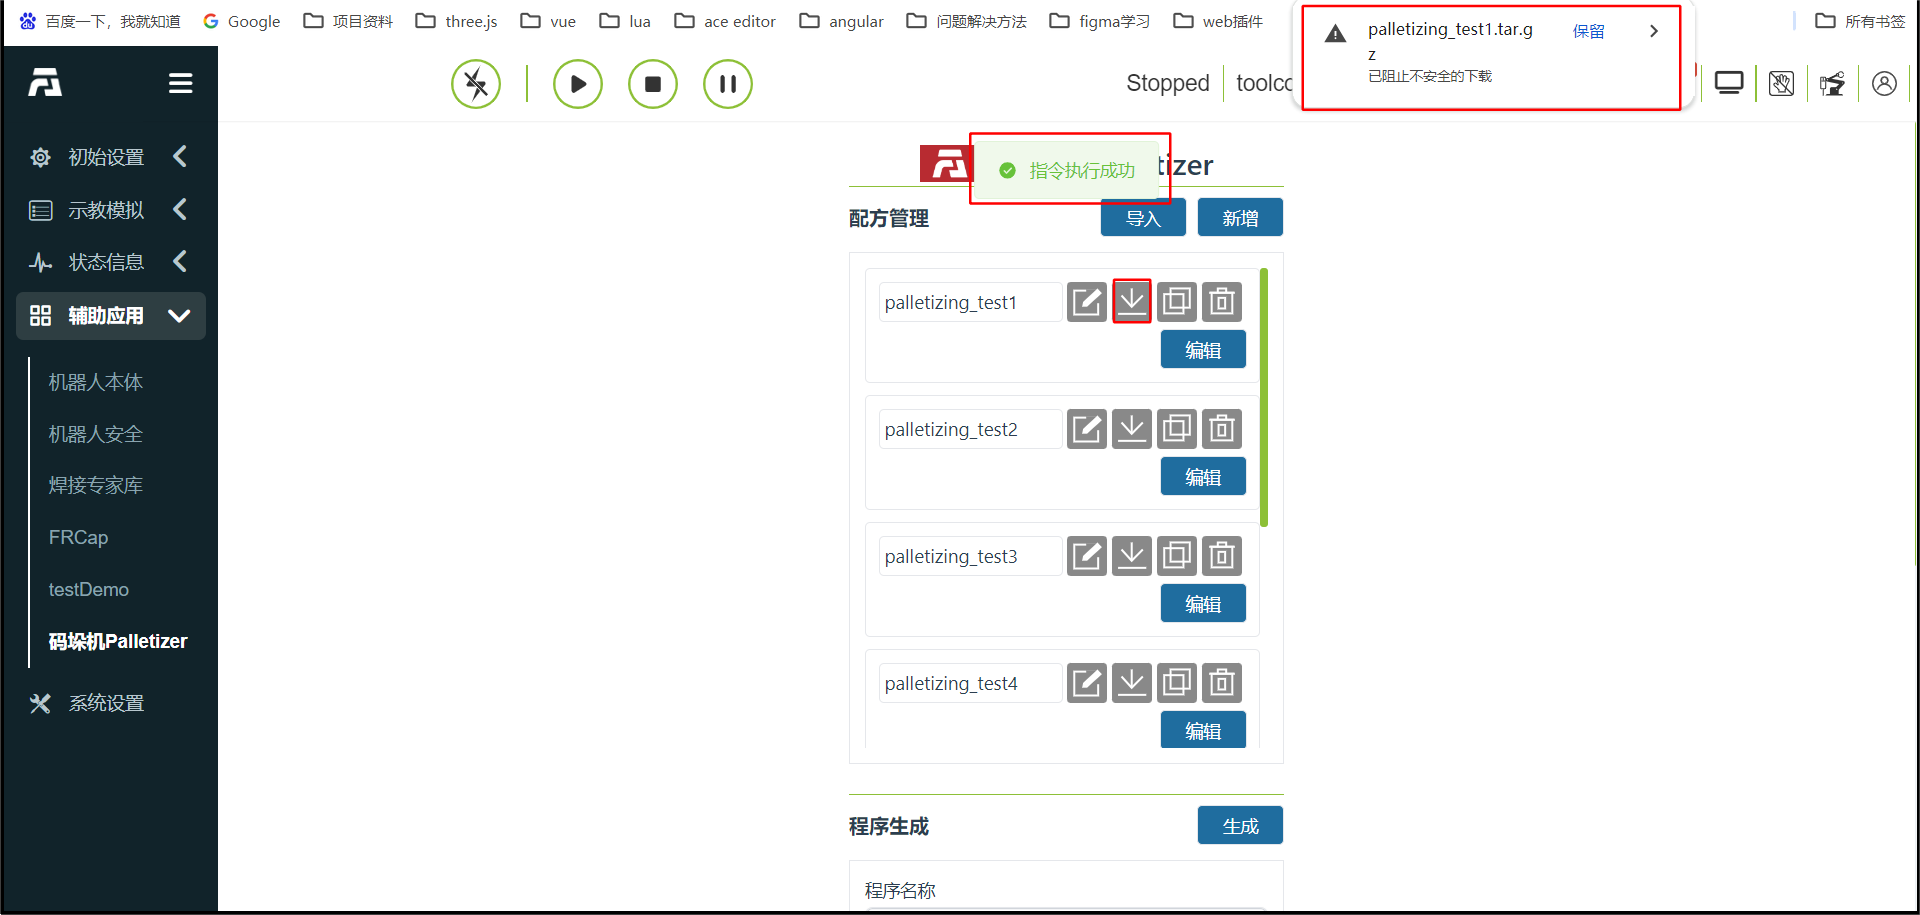 百度一下，我就知道
Google
项目资料
three.js
vue
lua
ace editor
angular
问题解决方法
figma学习
web插件
所有书签
palletizing_test1.tar.g
z
保留
已阻止不安全的下载
Stopped
toolco
初始设置
示教模拟
状态信息
辅助应用
机器人本体
机器人安全
焊接专家库
FRCap
testDemo
码垛机Palletizer
系统设置
指令执行成功
tizer
配方管理
导入
新增
palletizing_test1
编辑
palletizing_test2
编辑
palletizing_test3
编辑
palletizing_test4
编辑
程序生成
生成
程序名称